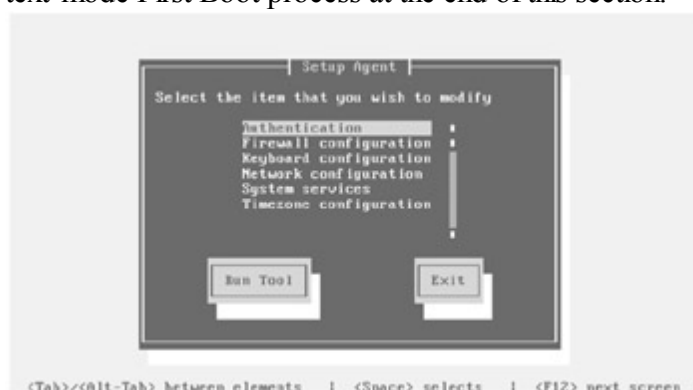 text-mode First Boot process at the end of this section.
Setup Agent
Select the item that you wish to modify
Authentication
Firewall configuration
Keyboard configuration
Network configuration
System services
Timezone configuration
Run Tool
Exit
<Tab>/<Alt-Tab> between elements | <Space> selects | <F12> next screen